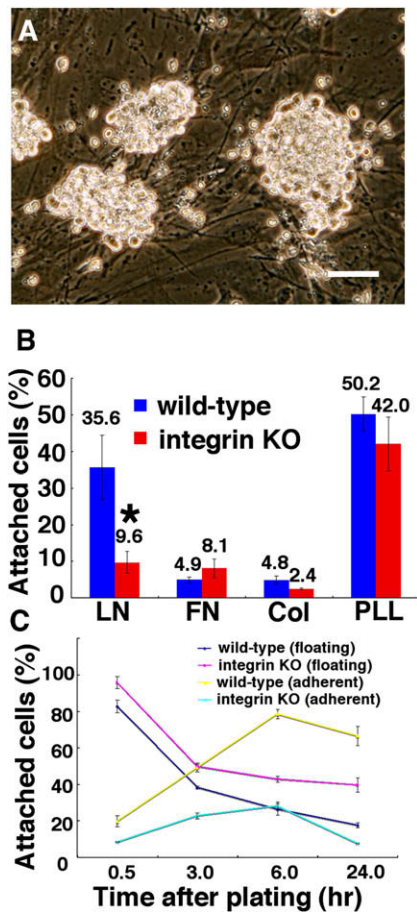 A
B
Attached cells (%)
60
50
40
30
20
10
0
wild-type
integrin KO
35.6
*
9.6
4.9
8.1
4.8
2.4
50.2
42.0
LN FN Col PLL
C
Attached cells (%)
100
80
60
40
20
0
wild-type (floating)
integrin KO (floating)
wild-type (adherent)
integrin KO (adherent)
0.5 3.0 6.0 24.0
Time after plating (hr)